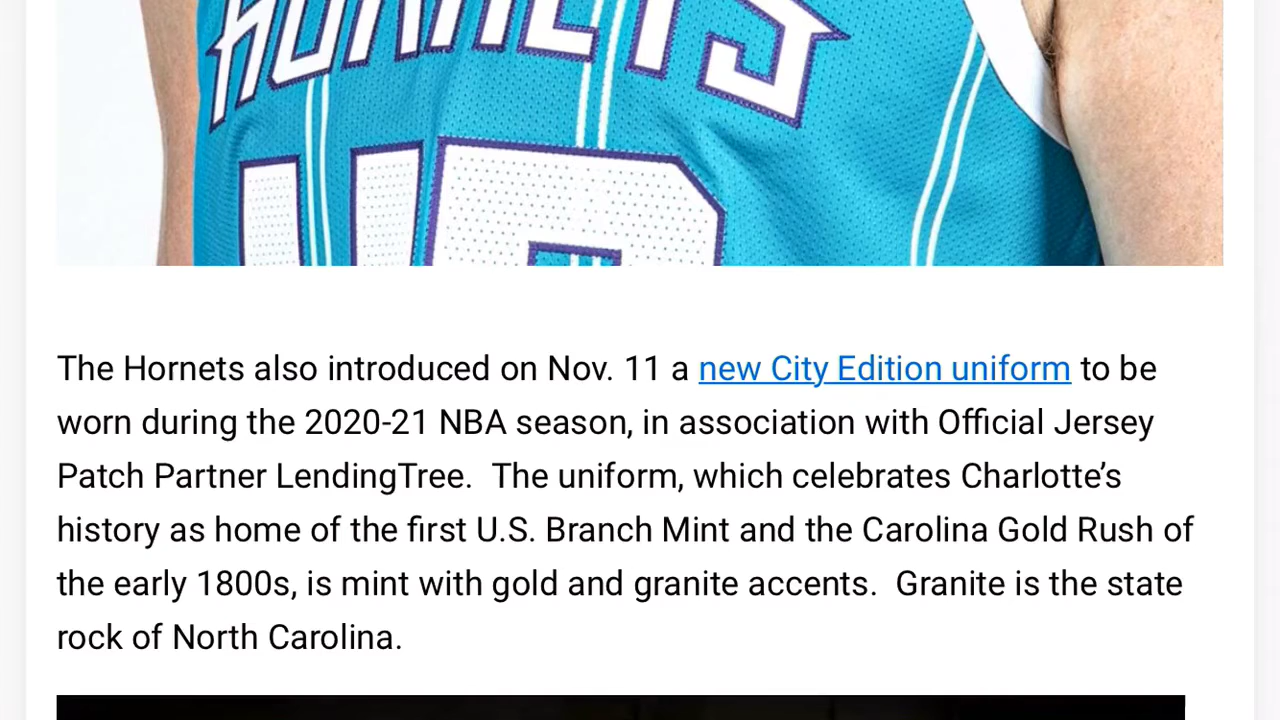 HORNETS
The Hornets also introduced on Nov. 11 a new City Edition uniform to be
worn during the 2020-21 NBA season, in association with Official Jersey
Patch Partner LendingTree.  The uniform, which celebrates Charlotte’s
history as home of the first U.S. Branch Mint and the Carolina Gold Rush of
the early 1800s, is mint with gold and granite accents.  Granite is the state
rock of North Carolina.